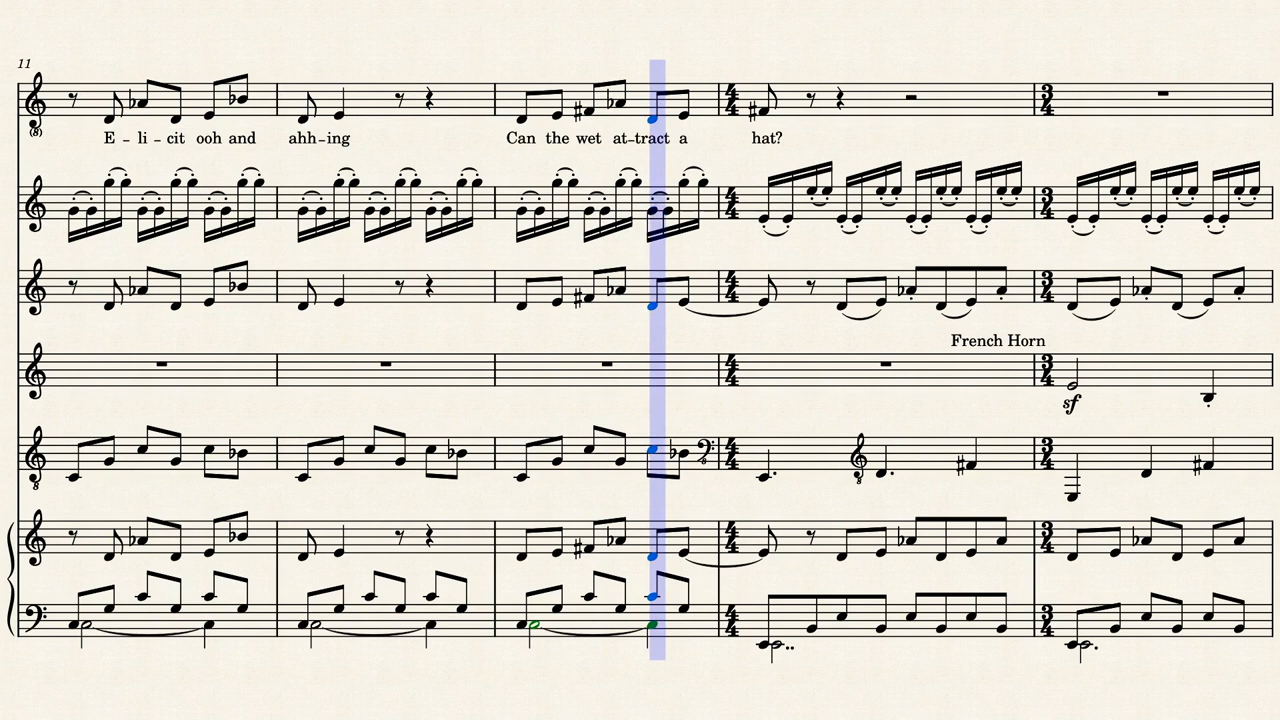 11
E – li – cit ooh and ahh – ing Can the wet at – tract a hat?
French Horn
sf